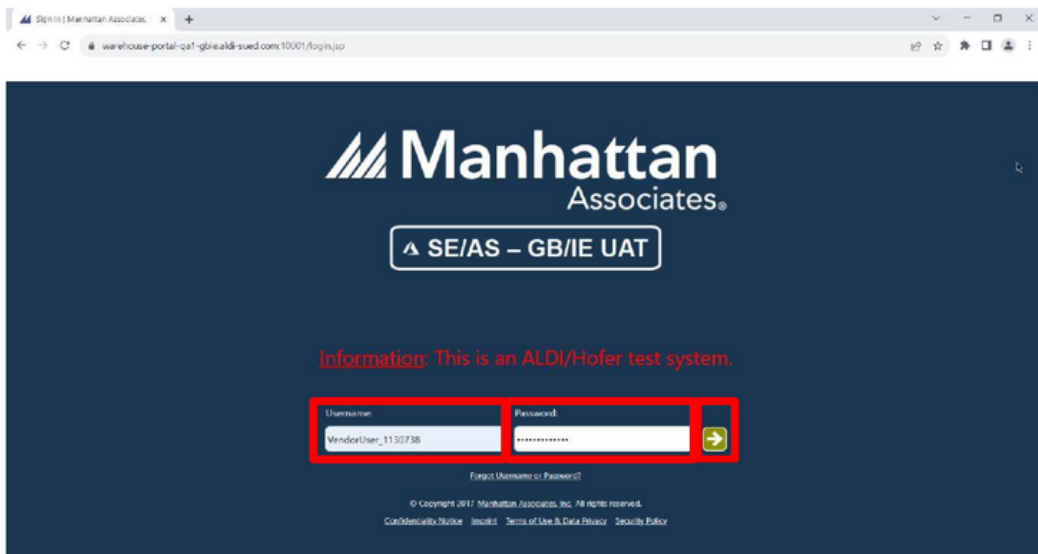 Sign In | Manhattan Associates,
warehouse-portal-qa1-gbie.aldi-sued.com:10001/login.jsp
Manhattan
Associates®
SE/AS – GB/IE UAT
Information: This is an ALDI/Hofer test system.
Username: Password:
VendorUser_1130738 •••••••••••••
Forgot Username or Password?
© Copyright 2017 Manhattan Associates, Inc. All rights reserved.
Confidentiality Notice Imprint Terms of Use & Data Privacy Security Policy